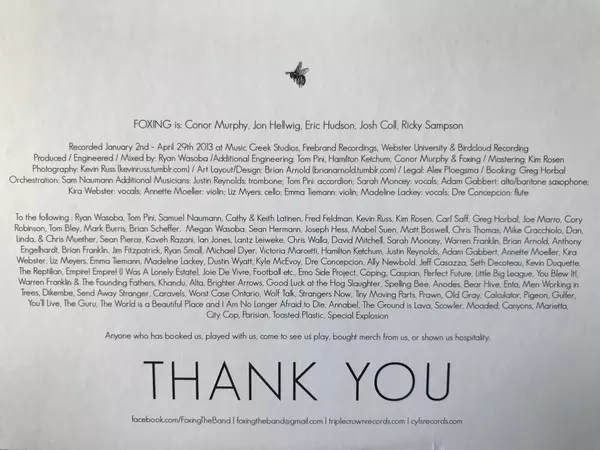 FOXING is: Conor Murphy, Jon Hellwig, Eric Hudson, Josh Coll, Ricky Sampson
Recorded January 2nd - April 29th 2013 at Music Creek Studios, Firebrand Recordings, Webster University & Birdcloud Recording
Produced / Engineered / Mixed by: Ryan Wasoba /Additional Engineering: Tom Pini, Hamilton Ketchum, Conor Murphy & Foxing / Mastering: Kim Rosen
Photography: Kevin Russ (kevinruss.tumblr.com) / Art Layout/Design: Brian Arnold (brianarnold.tumblr.com) / Legal: Alex Ploegsma / Booking: Greg Horbal
Orchestration: Sam Naumann Additional Musicians: Justin Reynolds: trombone; Tom Pini: accordion; Sarah Moncey: vocals; Adam Gabbert: alto/baritone saxophone;
Kira Webster: vocals; Annette Moeller: violin; Liz Myers: cello; Emma Tiemann: violin; Madeline Lackey: vocals; Dre Concepcion: flute
To the following : Ryan Wasoba, Tom Pini, Samuel Naumann, Cathy & Keith Latinen, Fred Feldman, Kevin Russ, Kim Rosen, Carl Saff, Greg Horbal, Joe Marro, Cory
Robinson, Tom Bley, Mark Burris, Brian Scheffer, Megan Wasoba, Sean Hermann, Joseph Hess, Mabel Suen, Matt Boswell, Chris Thomas, Mike Cracchiolo, Dan,
Linda, & Chris Muether, Sean Pierce, Kaveh Razani, Ian Jones, Lantz Leiweke, Chris Walla, David Mitchell, Sarah Moncey, Warren Franklin, Brian Arnold, Anthony
Engelhardt, Brian Franklin, Jim Fitzpatrick, Ryan Small, Michael Dyer, Victoria Marcatti, Hamilton Ketchum, Justin Reynolds, Adam Gabbert, Annette Moeller, Kira
Webster, Liz Meyers, Emma Tiemann, Madeline Lackey, Dustin Wyatt, Kyle McEvoy, Dre Concepcion, Ally Newbold, Jeff Casazza, Seth Decoteau, Kevin Duquette,
The Reptilian, Empire! Empire! (I Was A Lonely Estate), Joie De Vivre, Football etc., Emo Side Project, Coping, Caspian, Perfect Future, Little Big League, You Blew It!,
Warren Franklin & The Founding Fathers, Khandu, Alta, Brighter Arrows, Good Luck at the Hog Slaughter, Spelling Bee, Anodes, Bear Hive, Enta, Men Working in
Trees, Dikembe, Send Away Stranger, Caravels, Worst Case Ontario, Wolf Talk, Strangers Now, Tiny Moving Parts, Prawn, Old Gray, Calculator, Pigeon, Gulfer,
You'll Live, The Guru, The World is a Beautiful Place and I Am No Longer Afraid to Die, Annabel, The Ground is Lava, Scowler, Moaded, Canyons, Marietta,
City Cop, Parisian, Toasted Plastic, Special Explosion
Anyone who has booked us, played with us, come to see us play, bought merch from us, or shown us hospitality.
THANK YOU
facebook.com/FoxingTheBand | foxingtheband@gmail.com | triplecrownrecords.com | cylsrecords.com